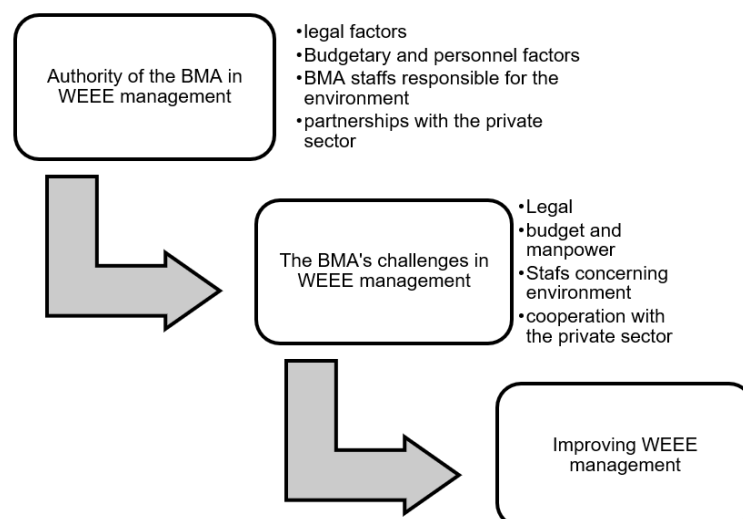 Authority of the BMA in
WEEE management
•legal factors
•Budgetary and personnel factors
•BMA staffs responsible for the
environment
•partnerships with the private
sector
The BMA's challenges in
WEEE management
•Legal
•budget and
manpower
•Stafs concerning
environment
•cooperation with
the private sector
Improving WEEE
management